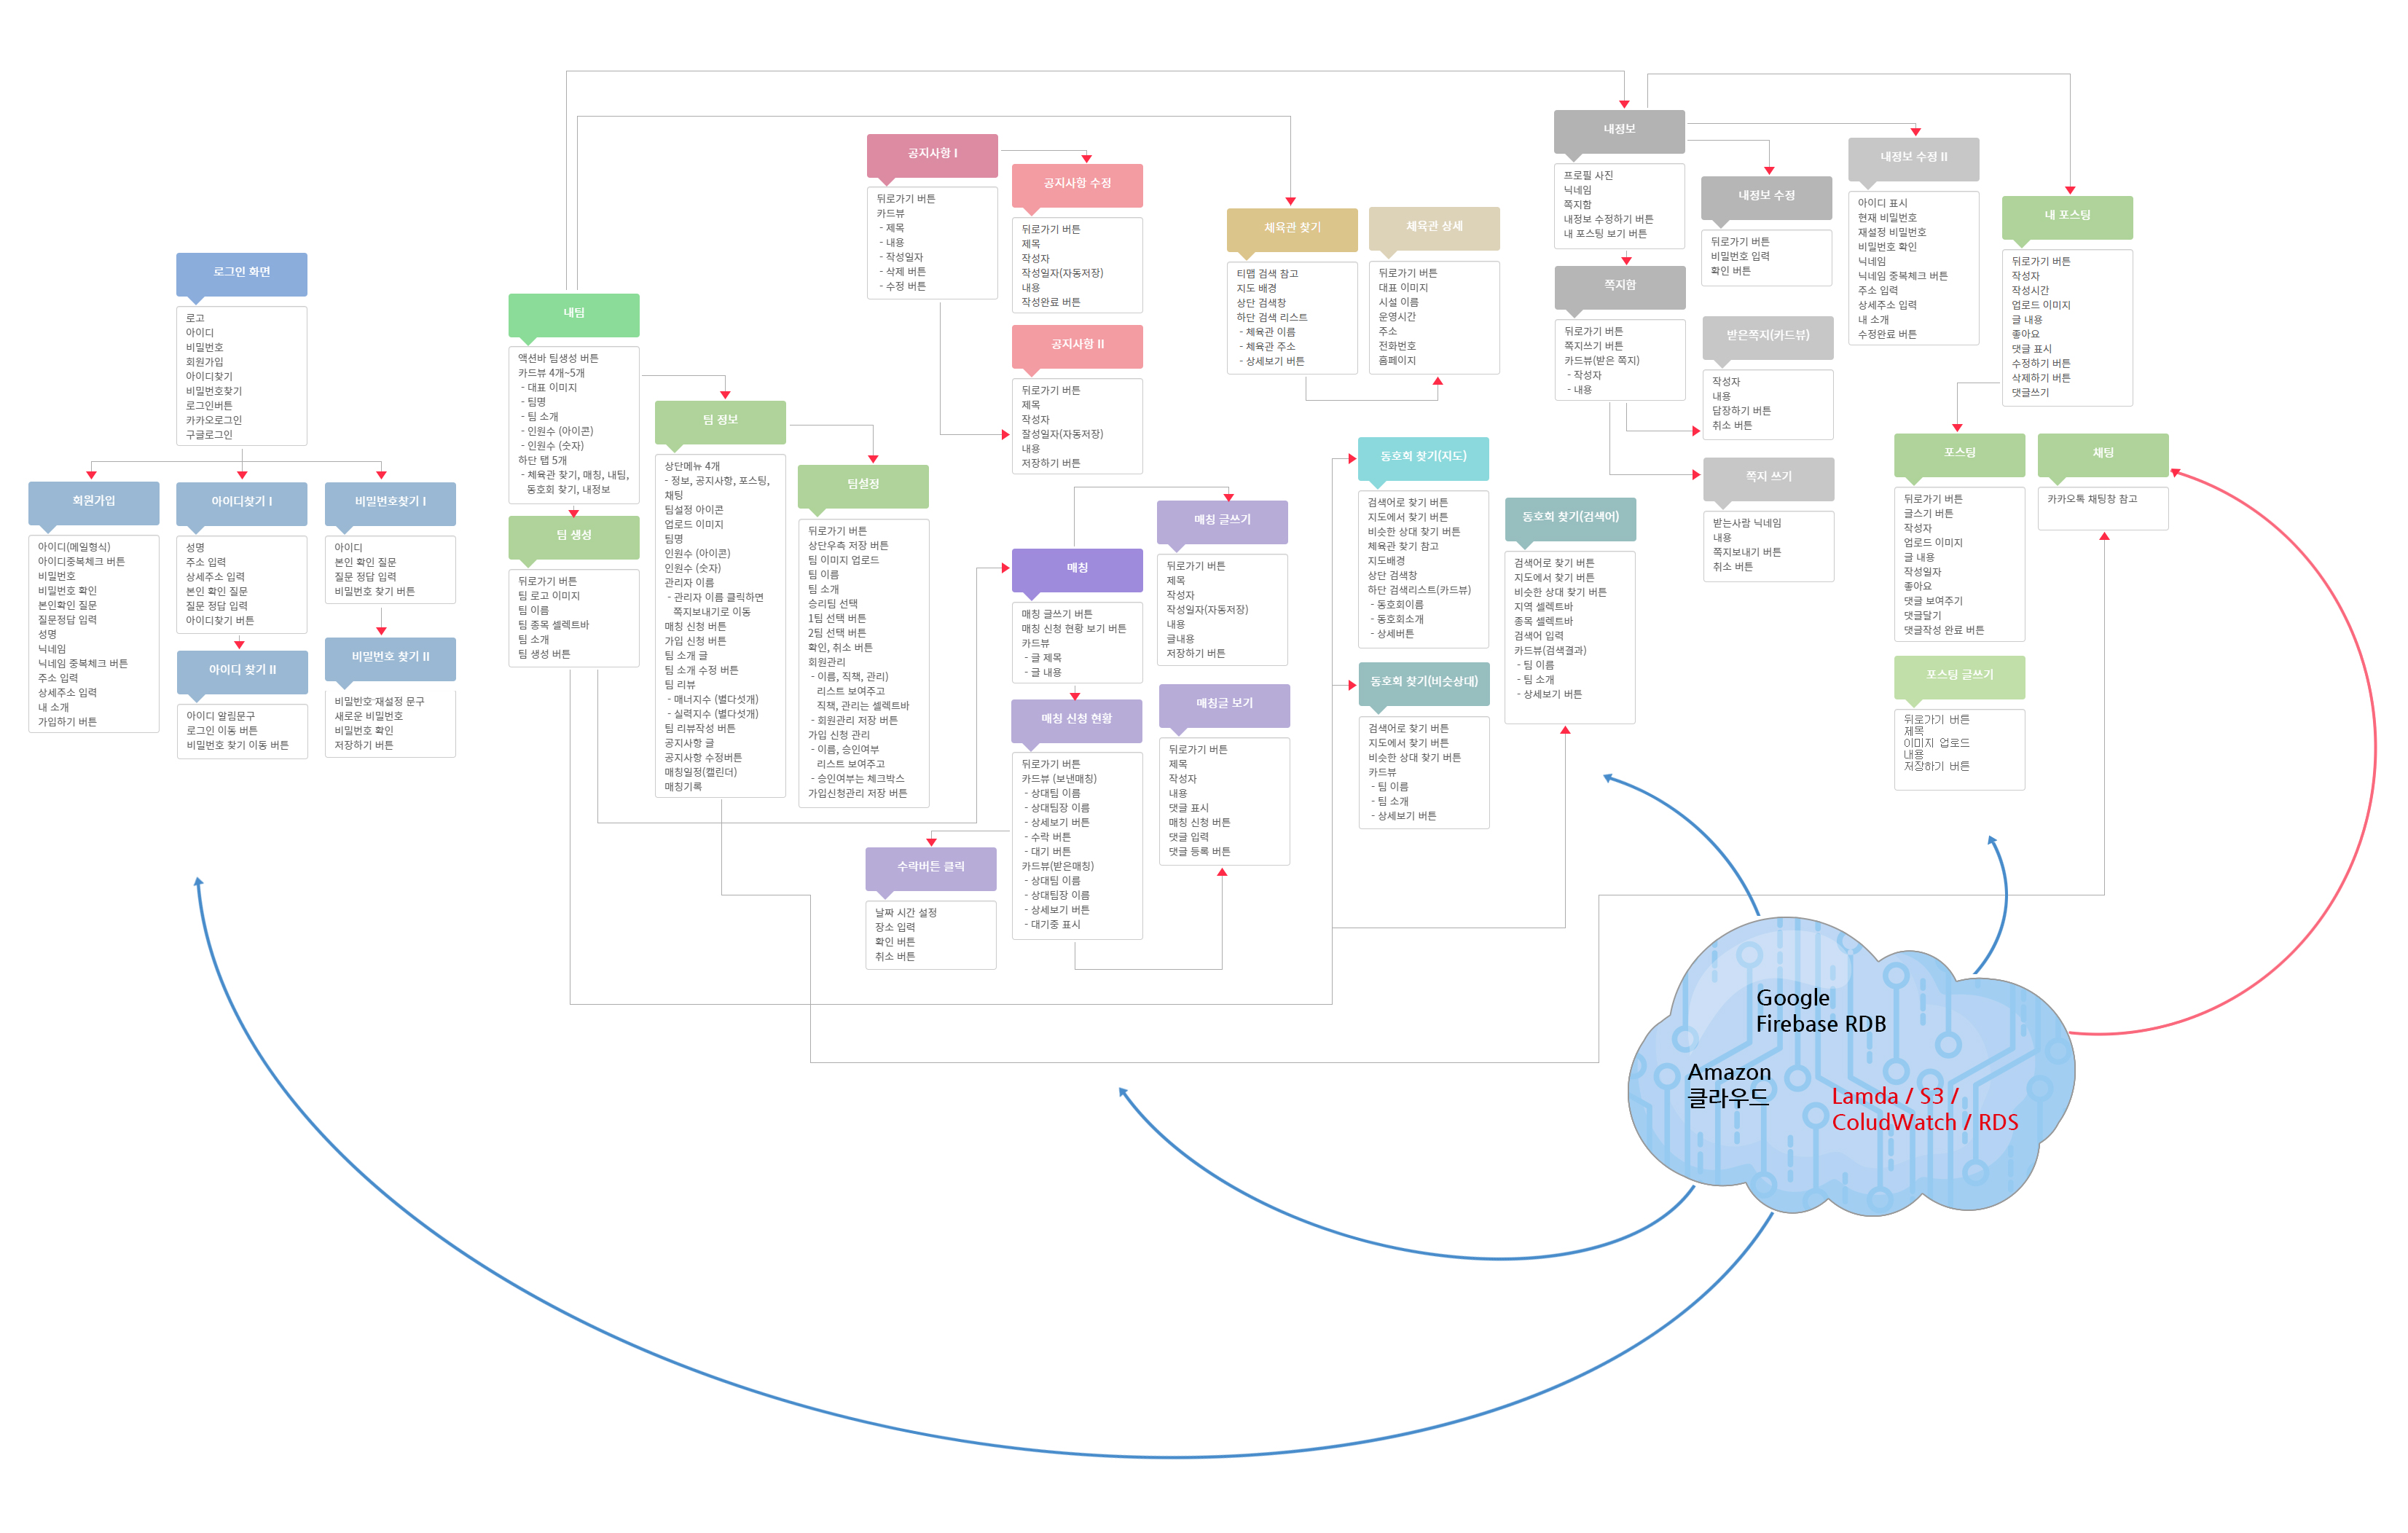 로그인 화면
로고
아이디
비밀번호
회원가입
아이디찾기
비밀번호찾기
로그인버튼
카카오로그인
구글로그인
회원가입
아이디(메일형식)
아이디중복체크 버튼
비밀번호
비밀번호 확인
본인확인 질문
질문정답 입력
성명
닉네임
닉네임 중복체크 버튼
주소 입력
상세주소 입력
내 소개
가입하기 버튼
아이디찾기 I
성명
주소 입력
상세주소 입력
본인 확인 질문
질문 정답 입력
아이디찾기 버튼
아이디 찾기 II
아이디 알림문구
로그인 이동 버튼
비밀번호 찾기 이동 버튼
비밀번호찾기 I
아이디
본인 확인 질문
질문 정답 입력
비밀번호 찾기 버튼
비밀번호 찾기 II
비밀번호 재설정 문구
새로운 비밀번호
비밀번호 확인
저장하기 버튼
내팀
액션바 팀생성 버튼
카드뷰 4개~5개
- 대표 이미지
- 팀명
- 팀 소개
- 인원수 (아이콘)
- 인원수 (숫자)
하단 탭 5개
- 체육관 찾기, 매칭, 내팀,
동호회 찾기, 내정보
팀 생성
뒤로가기 버튼
팀 로고 이미지
팀 이름
팀 종목 셀렉트바
팀 소개
팀 생성 버튼
팀 정보
상단메뉴 4개
- 정보, 공지사항, 포스팅,
채팅
팀설정 아이콘
업로드 이미지
팀명
인원수 (아이콘)
인원수 (숫자)
관리자 이름
- 관리자 이름 클릭하면
쪽지보내기로 이동
매칭 신청 버튼
가입 신청 버튼
팀 소개 글
팀 소개 수정 버튼
팀 리뷰
- 매너지수 (별다섯개)
- 실력지수 (별다섯개)
팀 리뷰작성 버튼
공지사항 글
공지사항 수정버튼
매칭일정(캘린더)
매칭기록
팀설정
뒤로가기 버튼
상단우측 저장 버튼
팀 이미지 업로드
팀 이름
팀 소개
승리팀 선택
1팀 선택 버튼
2팀 선택 버튼
확인, 취소 버튼
회원관리
- 이름, 직책, 관리)
리스트 보여주고
직책, 관리는 셀렉트바
- 회원관리 저장 버튼
가입 신청 관리
- 이름, 승인여부
리스트 보여주고
- 승인여부는 체크박스
가입신청관리 저장 버튼
공지사항 I
뒤로가기 버튼
카드뷰
- 제목
- 내용
- 작성일자
- 삭제 버튼
- 수정 버튼
공지사항 수정
뒤로가기 버튼
제목
작성자
작성일자(자동저장)
내용
작성완료 버튼
공지사항 II
뒤로가기 버튼
제목
작성자
잘성일자(자동저장)
내용
저장하기 버튼
매칭
매칭 글쓰기 버튼
매칭 신청 현황 보기 버튼
카드뷰
- 글 제목
- 글 내용
매칭 글쓰기
뒤로가기 버튼
제목
작성자
작성일자(자동저장)
내용
글내용
저장하기 버튼
매칭 신청 현황
뒤로가기 버튼
카드뷰 (보낸매칭)
- 상대팀 이름
- 상대팀장 이름
- 상세보기 버튼
- 수락 버튼
- 대기 버튼
카드뷰(받은매칭)
- 상대팀 이름
- 상대팀장 이름
- 상세보기 버튼
- 대기중 표시
매칭글 보기
뒤로가기 버튼
제목
작성자
내용
댓글 표시
매칭 신청 버튼
댓글 입력
댓글 등록 버튼
수락버튼 클릭
날짜 시간 설정
장소 입력
확인 버튼
취소 버튼
체육관 찾기
티맵 검색 참고
지도 배경
상단 검색창
하단 검색 리스트
- 체육관 이름
- 체육관 주소
- 상세보기 버튼
체육관 상세
뒤로가기 버튼
대표 이미지
시설 이름
운영시간
주소
전화번호
홈페이지
동호회 찾기(지도)
검색어로 찾기 버튼
지도에서 찾기 버튼
비슷한 상대 찾기 버튼
체육관 찾기 참고
지도배경
상단 검색창
하단 검색리스트(카드뷰)
- 동호회이름
- 동호회소개
- 상세버튼
동호회 찾기(검색어)
검색어로 찾기 버튼
지도에서 찾기 버튼
비슷한 상대 찾기 버튼
지역 셀렉트바
종목 셀렉트바
검색어 입력
카드뷰(검색결과)
- 팀 이름
- 팀 소개
- 상세보기 버튼
동호회 찾기(비슷상대)
검색어로 찾기 버튼
지도에서 찾기 버튼
비슷한 상대 찾기 버튼
카드뷰
- 팀 이름
- 팀 소개
- 상세보기 버튼
내정보
프로필 사진
닉네임
쪽지함
내정보 수정하기 버튼
내 포스팅 보기 버튼
쪽지함
뒤로가기 버튼
쪽지쓰기 버튼
카드뷰(받은 쪽지)
- 작성자
- 내용
내정보 수정
뒤로가기 버튼
비밀번호 입력
확인 버튼
받은쪽지(카드뷰)
작성자
내용
답장하기 버튼
취소 버튼
쪽지 쓰기
받는사람 닉네임
내용
쪽지보내기 버튼
취소 버튼
내정보 수정 II
아이디 표시
현재 비밀번호
재설정 비밀번호
비밀번호 확인
닉네임
닉네임 중복체크 버튼
주소 입력
상세주소 입력
내 소개
수정완료 버튼
내 포스팅
뒤로가기 버튼
작성자
작성시간
업로드 이미지
글 내용
좋아요
댓글 표시
수정하기 버튼
삭제하기 버튼
댓글쓰기
포스팅
뒤로가기 버튼
글스기 버튼
작성자
업로드 이미지
글 내용
작성일자
좋아요
댓글 보여주기
댓글달기
댓글작성 완료 버튼
채팅
카카오톡 채팅창 참고
포스팅 글쓰기
뒤로가기 버튼
제목
이미지 업로드
내용
저장하기 버튼
Google
Firebase RDB
Amazon
클라우드
Lamda / S3 /
ColudWatch / RDS